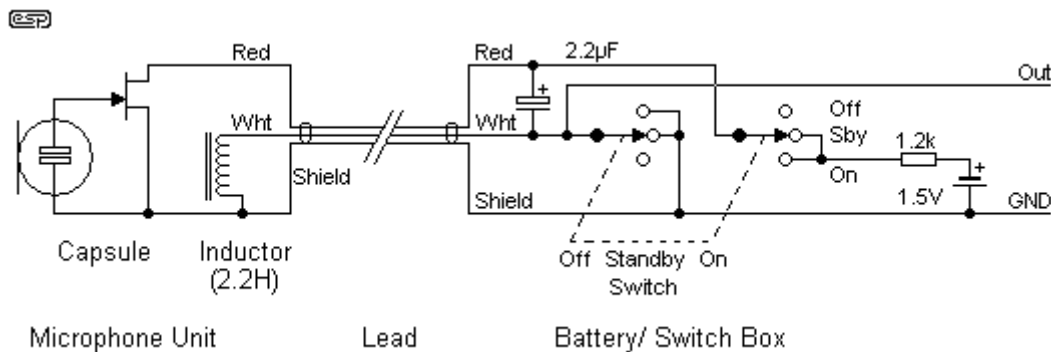 esp
Red
Red
2.2µF
Out
Wht
Wht
Off
Sby
On
1.2k
1.5V
Shield
Shield
GND
Capsule
Inductor
(2.2H)
Off Standby On
Switch
Microphone Unit
Lead
Battery/ Switch Box
+
+